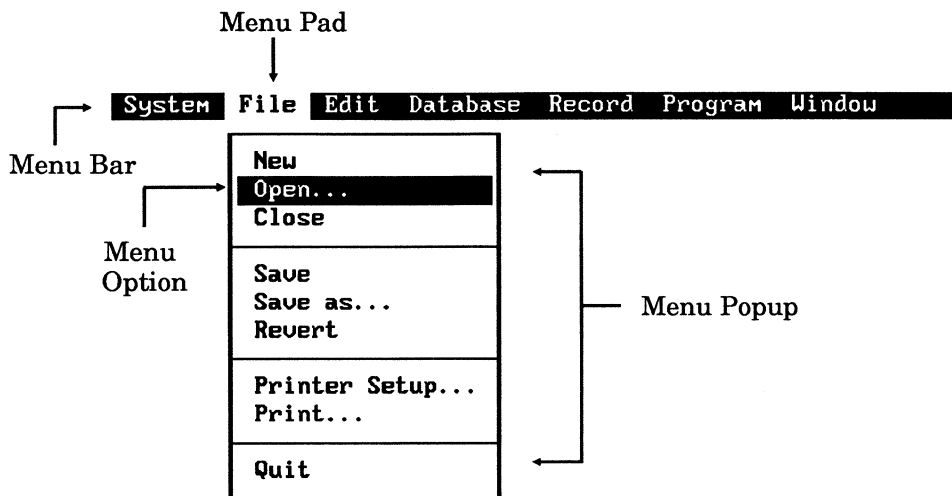 Menu Pad
System File Edit Database Record Program Window
Menu Bar
New
Open...
Close
Menu
Option
Save
Save as...
Revert
Menu Popup
Printer Setup...
Print...
Quit